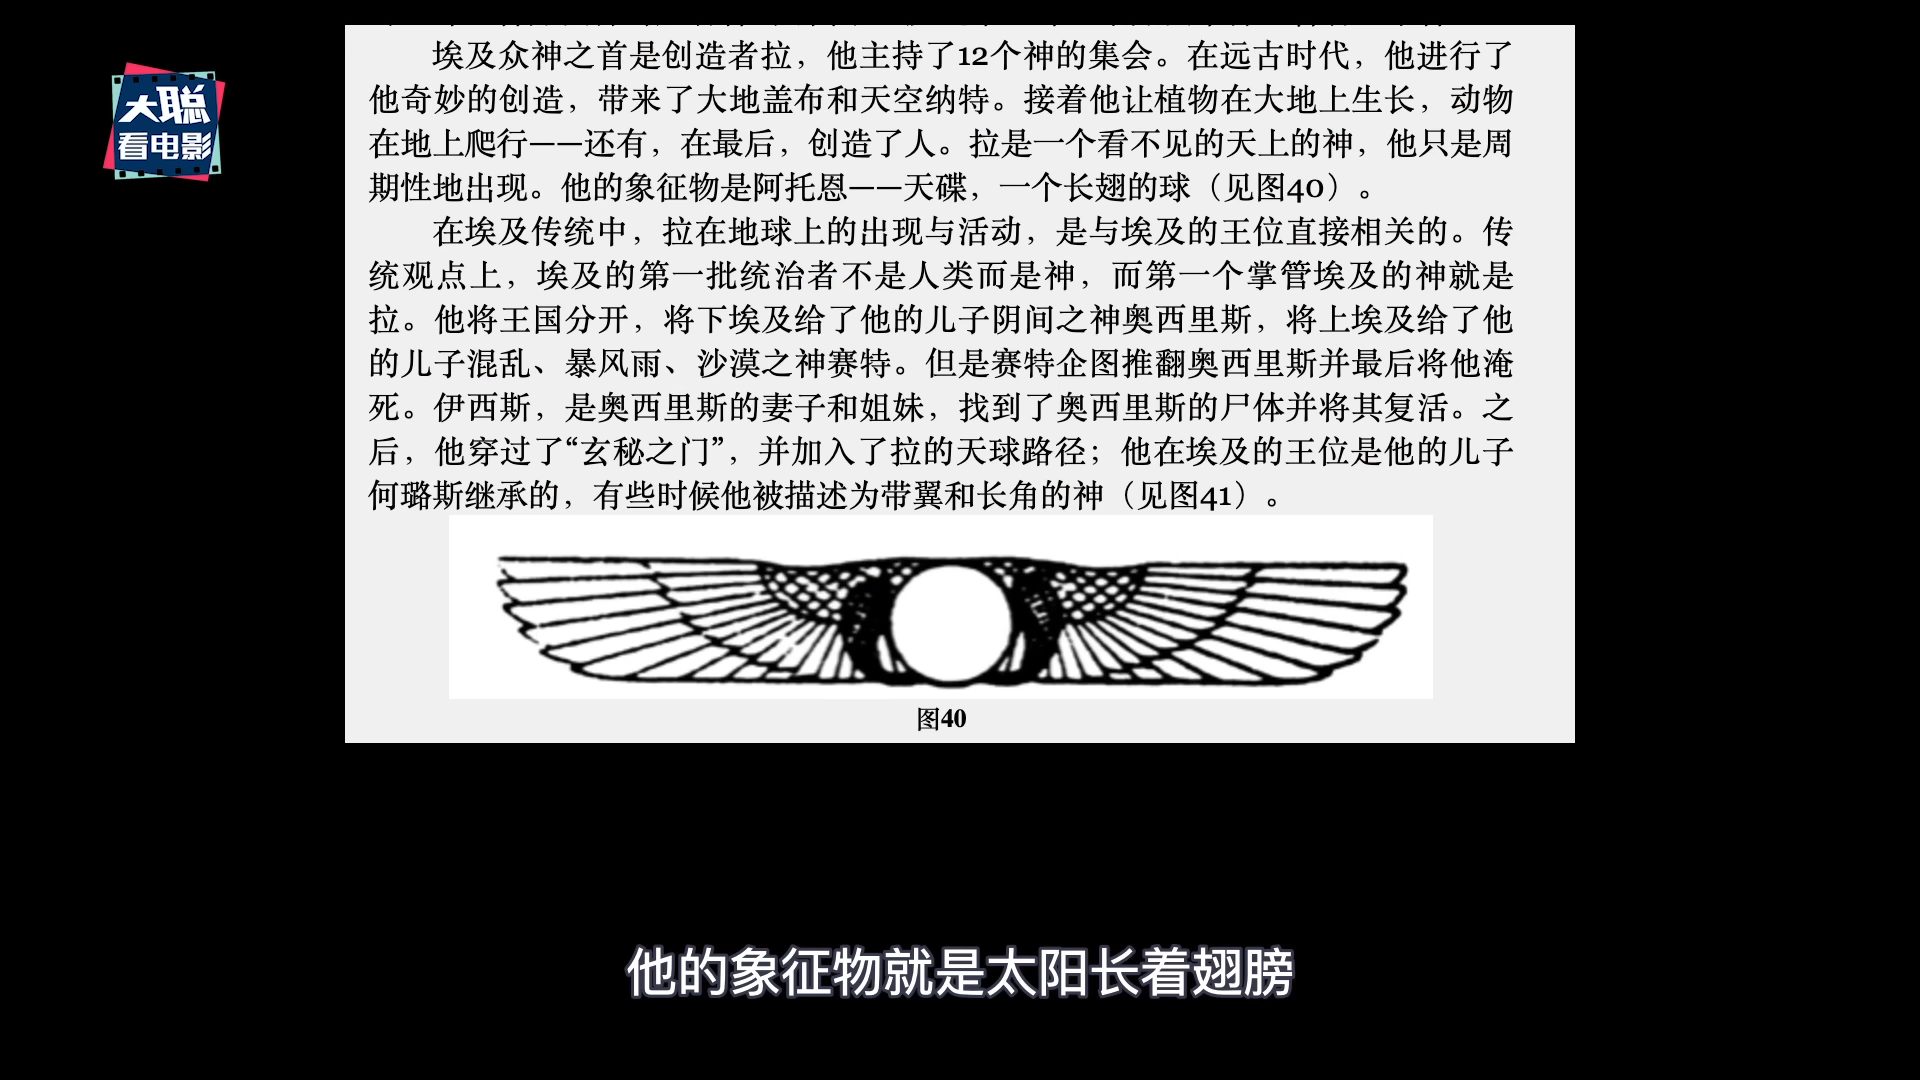 大聪
看电影
埃及众神之首是创造者拉，他主持了12个神的集会。在远古时代，他进行了
他奇妙的创造，带来了大地盖布和天空纳特。接着他让植物在大地上生长，动物
在地上爬行——还有，在最后，创造了人。拉是一个看不见的天上的神，他只是周
期性地出现。他的象征物是阿托恩——天碟，一个长翅的球（见图40）。
在埃及传统中，拉在地球上的出现与活动，是与埃及的王位直接相关的。传
统观点上，埃及的第一批统治者不是人类而是神，而第一个掌管埃及的神就是
拉。他将王国分开，将下埃及给了他的儿子阴间之神奥西里斯，将上埃及给了他
的儿子混乱、暴风雨、沙漠之神赛特。但是赛特企图推翻奥西里斯并最后将他淹
死。伊西斯，是奥西里斯的妻子和姐妹，找到了奥西里斯的尸体并将其复活。之
后，他穿过了“玄秘之门”，并加入了拉的天球路径；他在埃及的王位是他的儿子
何璐斯继承的，有些时候他被描述为带翼和长角的神（见图41）。
图40
他的象征物就是太阳长着翅膀